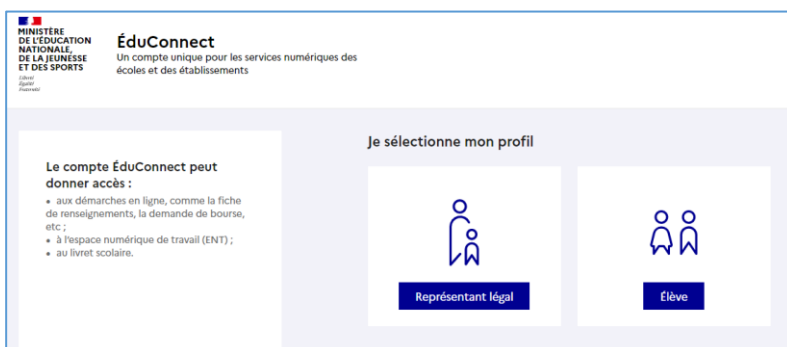 MINISTÈRE
DE L'ÉDUCATION
NATIONALE,
DE LA JEUNESSE
ET DES SPORTS
Liberté
Égalité
Fraternité
ÉduConnect
Un compte unique pour les services numériques des
écoles et des établissements
Le compte ÉduConnect peut
donner accès :
• aux démarches en ligne, comme la fiche
de renseignements, la demande de bourse,
etc ;
• à l'espace numérique de travail (ENT) ;
• au livret scolaire.
Je sélectionne mon profil
Représentant légal
Élève